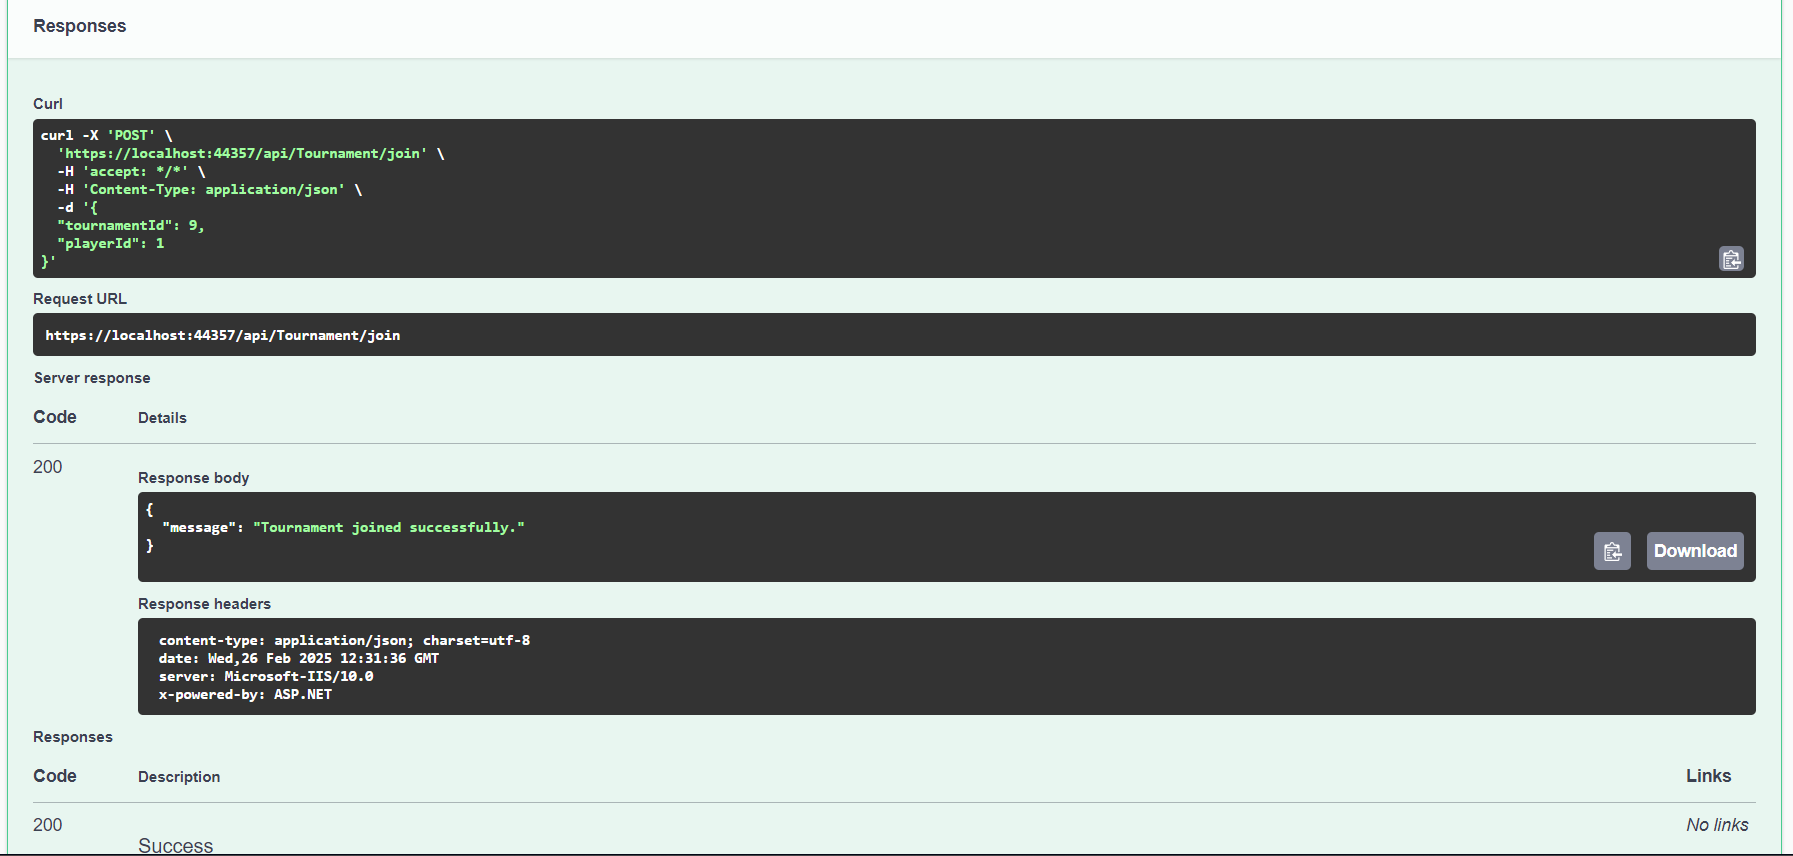 Responses
Curl
curl -X 'POST' \
  'https://localhost:44357/api/Tournament/join' \
  -H 'accept: */*' \
  -H 'Content-Type: application/json' \
  -d '{
  "tournamentId": 9,
  "playerId": 1
}'
Request URL
https://localhost:44357/api/Tournament/join
Server response
Code Details
200
Response body
{
  "message": "Tournament joined successfully."
}
Download
Response headers
content-type: application/json; charset=utf-8
date: Wed,26 Feb 2025 12:31:36 GMT
server: Microsoft-IIS/10.0
x-powered-by: ASP.NET
Responses
Code Description Links
200 No links
Success